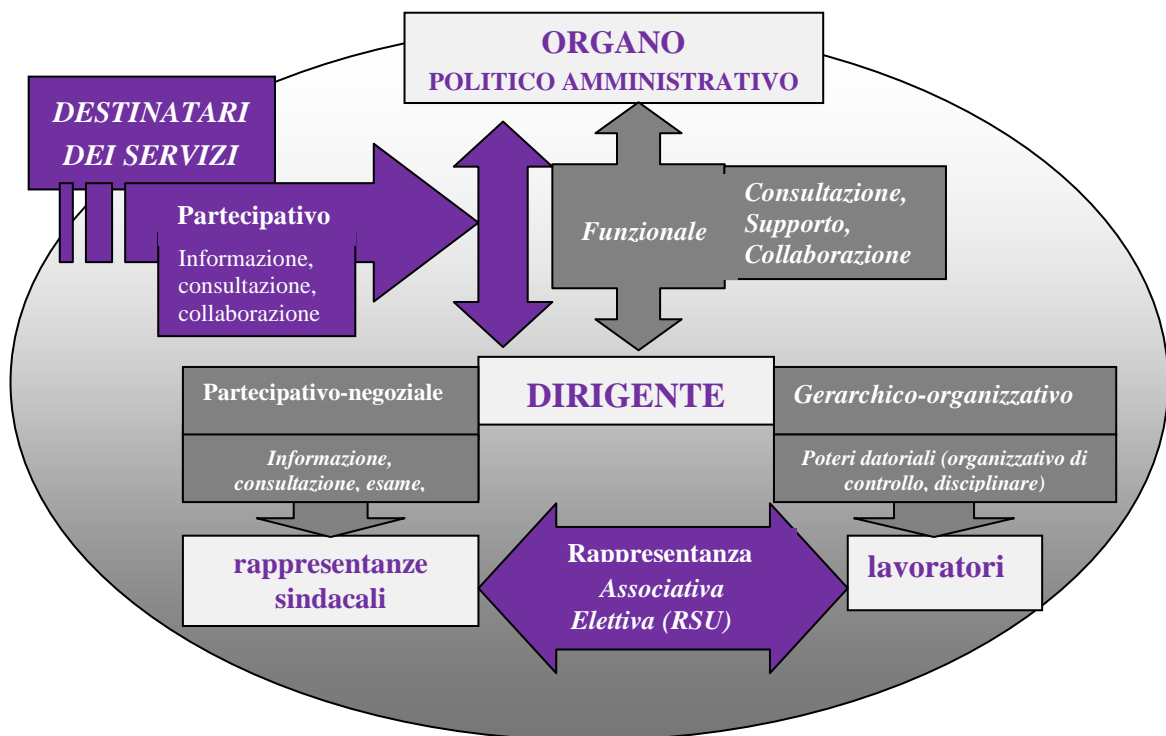 ORGANO
POLITICO AMMINISTRATIVO
DESTINATARI
DEI SERVIZI
Partecipativo
Informazione,
consultazione,
collaborazione
Funzionale
Consultazione,
Supporto,
Collaborazione
Partecipativo-negoziale
DIRIGENTE
Gerarchico-organizzativo
Informazione,
consultazione, esame,
Poteri datoriali (organizzativo di
controllo, disciplinare)
rappresentanze
sindacali
Rappresentanza
Associativa
Elettiva (RSU)
lavoratori